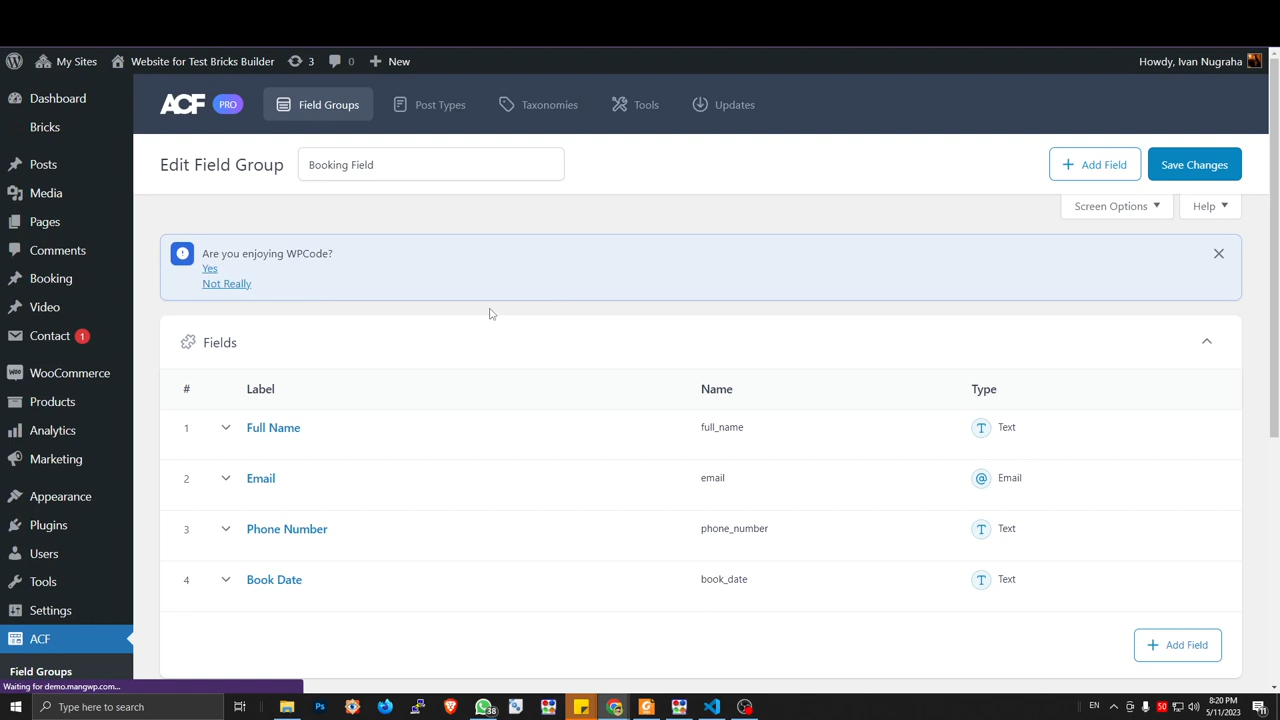 My Sites
Website for Test Bricks Builder
3
0
New
Howdy, Ivan Nugraha
Dashboard
Bricks
Posts
Media
Pages
Comments
Booking
Video
Contact 1
WooCommerce
Products
Analytics
Marketing
Appearance
Plugins
Users
Tools
Settings
ACF
Field Groups
ACF PRO
Field Groups
Post Types
Taxonomies
Tools
Updates
Edit Field Group
Booking Field
Add Field
Save Changes
Screen Options
Help
Are you enjoying WPCode?
Yes
Not Really
Fields
# Label Name Type
1 Full Name full_name T Text
2 Email email @ Email
3 Phone Number phone_number T Text
4 Book Date book_date T Text
Add Field
Waiting for demo.mangwp.com...
Type here to search
Ps
38
EN
50
8:20 PM
5/11/2023